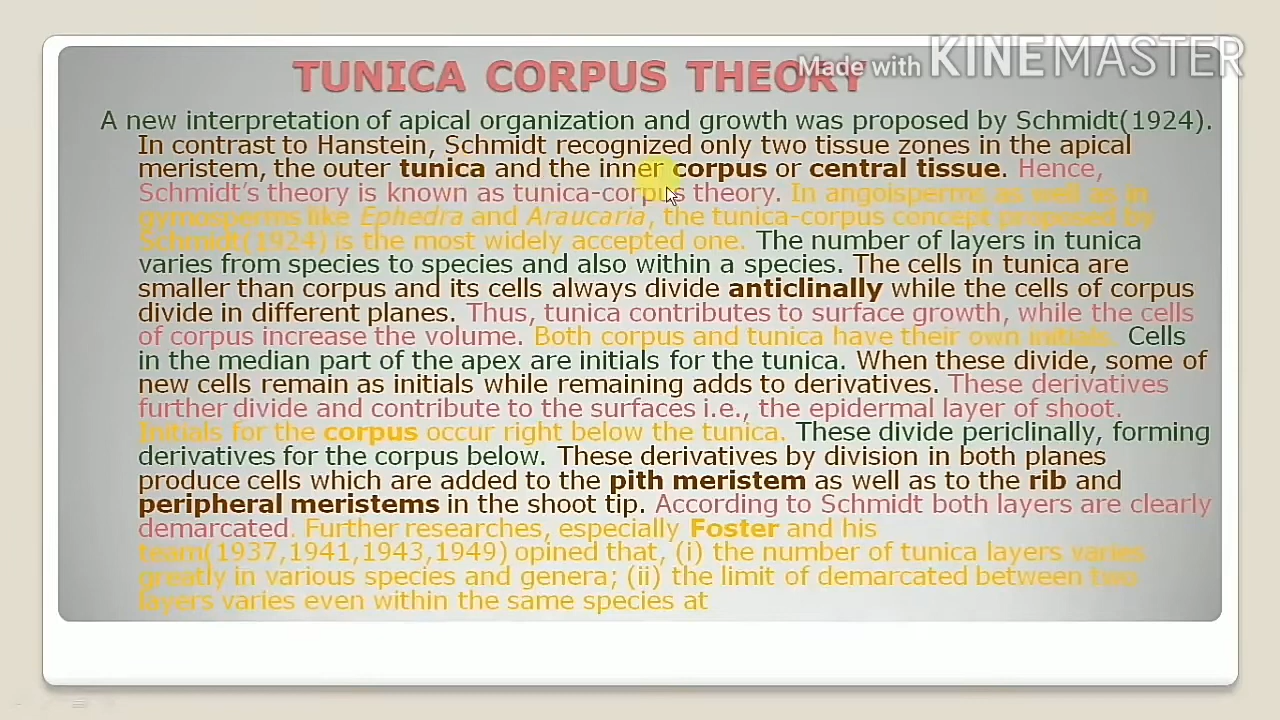 Made with KINEMASTER
TUNICA CORPUS THEORY
A new interpretation of apical organization and growth was proposed by Schmidt(1924).
In contrast to Hanstein, Schmidt recognized only two tissue zones in the apical
meristem, the outer tunica and the inner corpus or central tissue. Hence,
Schmidt's theory is known as tunica-corpus theory. In angoisperms as well as in
gymosperms like Ephedra and Araucaria, the tunica-corpus concept proposed by
Schmidt(1924) is the most widely accepted one. The number of layers in tunica
varies from species to species and also within a species. The cells in tunica are
smaller than corpus and its cells always divide anticlinally while the cells of corpus
divide in different planes. Thus, tunica contributes to surface growth, while the cells
of corpus increase the volume. Both corpus and tunica have their own initials. Cells
in the median part of the apex are initials for the tunica. When these divide, some of
new cells remain as initials while remaining adds to derivatives. These derivatives
further divide and contribute to the surfaces i.e., the epidermal layer of shoot.
Initials for the corpus occur right below the tunica. These divide periclinally, forming
derivatives for the corpus below. These derivatives by division in both planes
produce cells which are added to the pith meristem as well as to the rib and
peripheral meristems in the shoot tip. According to Schmidt both layers are clearly
demarcated. Further researches, especially Foster and his
team(1937,1941,1943,1949) opined that, (i) the number of tunica layers varies
greatly in various species and genera; (ii) the limit of demarcated between two
layers varies even within the same species at